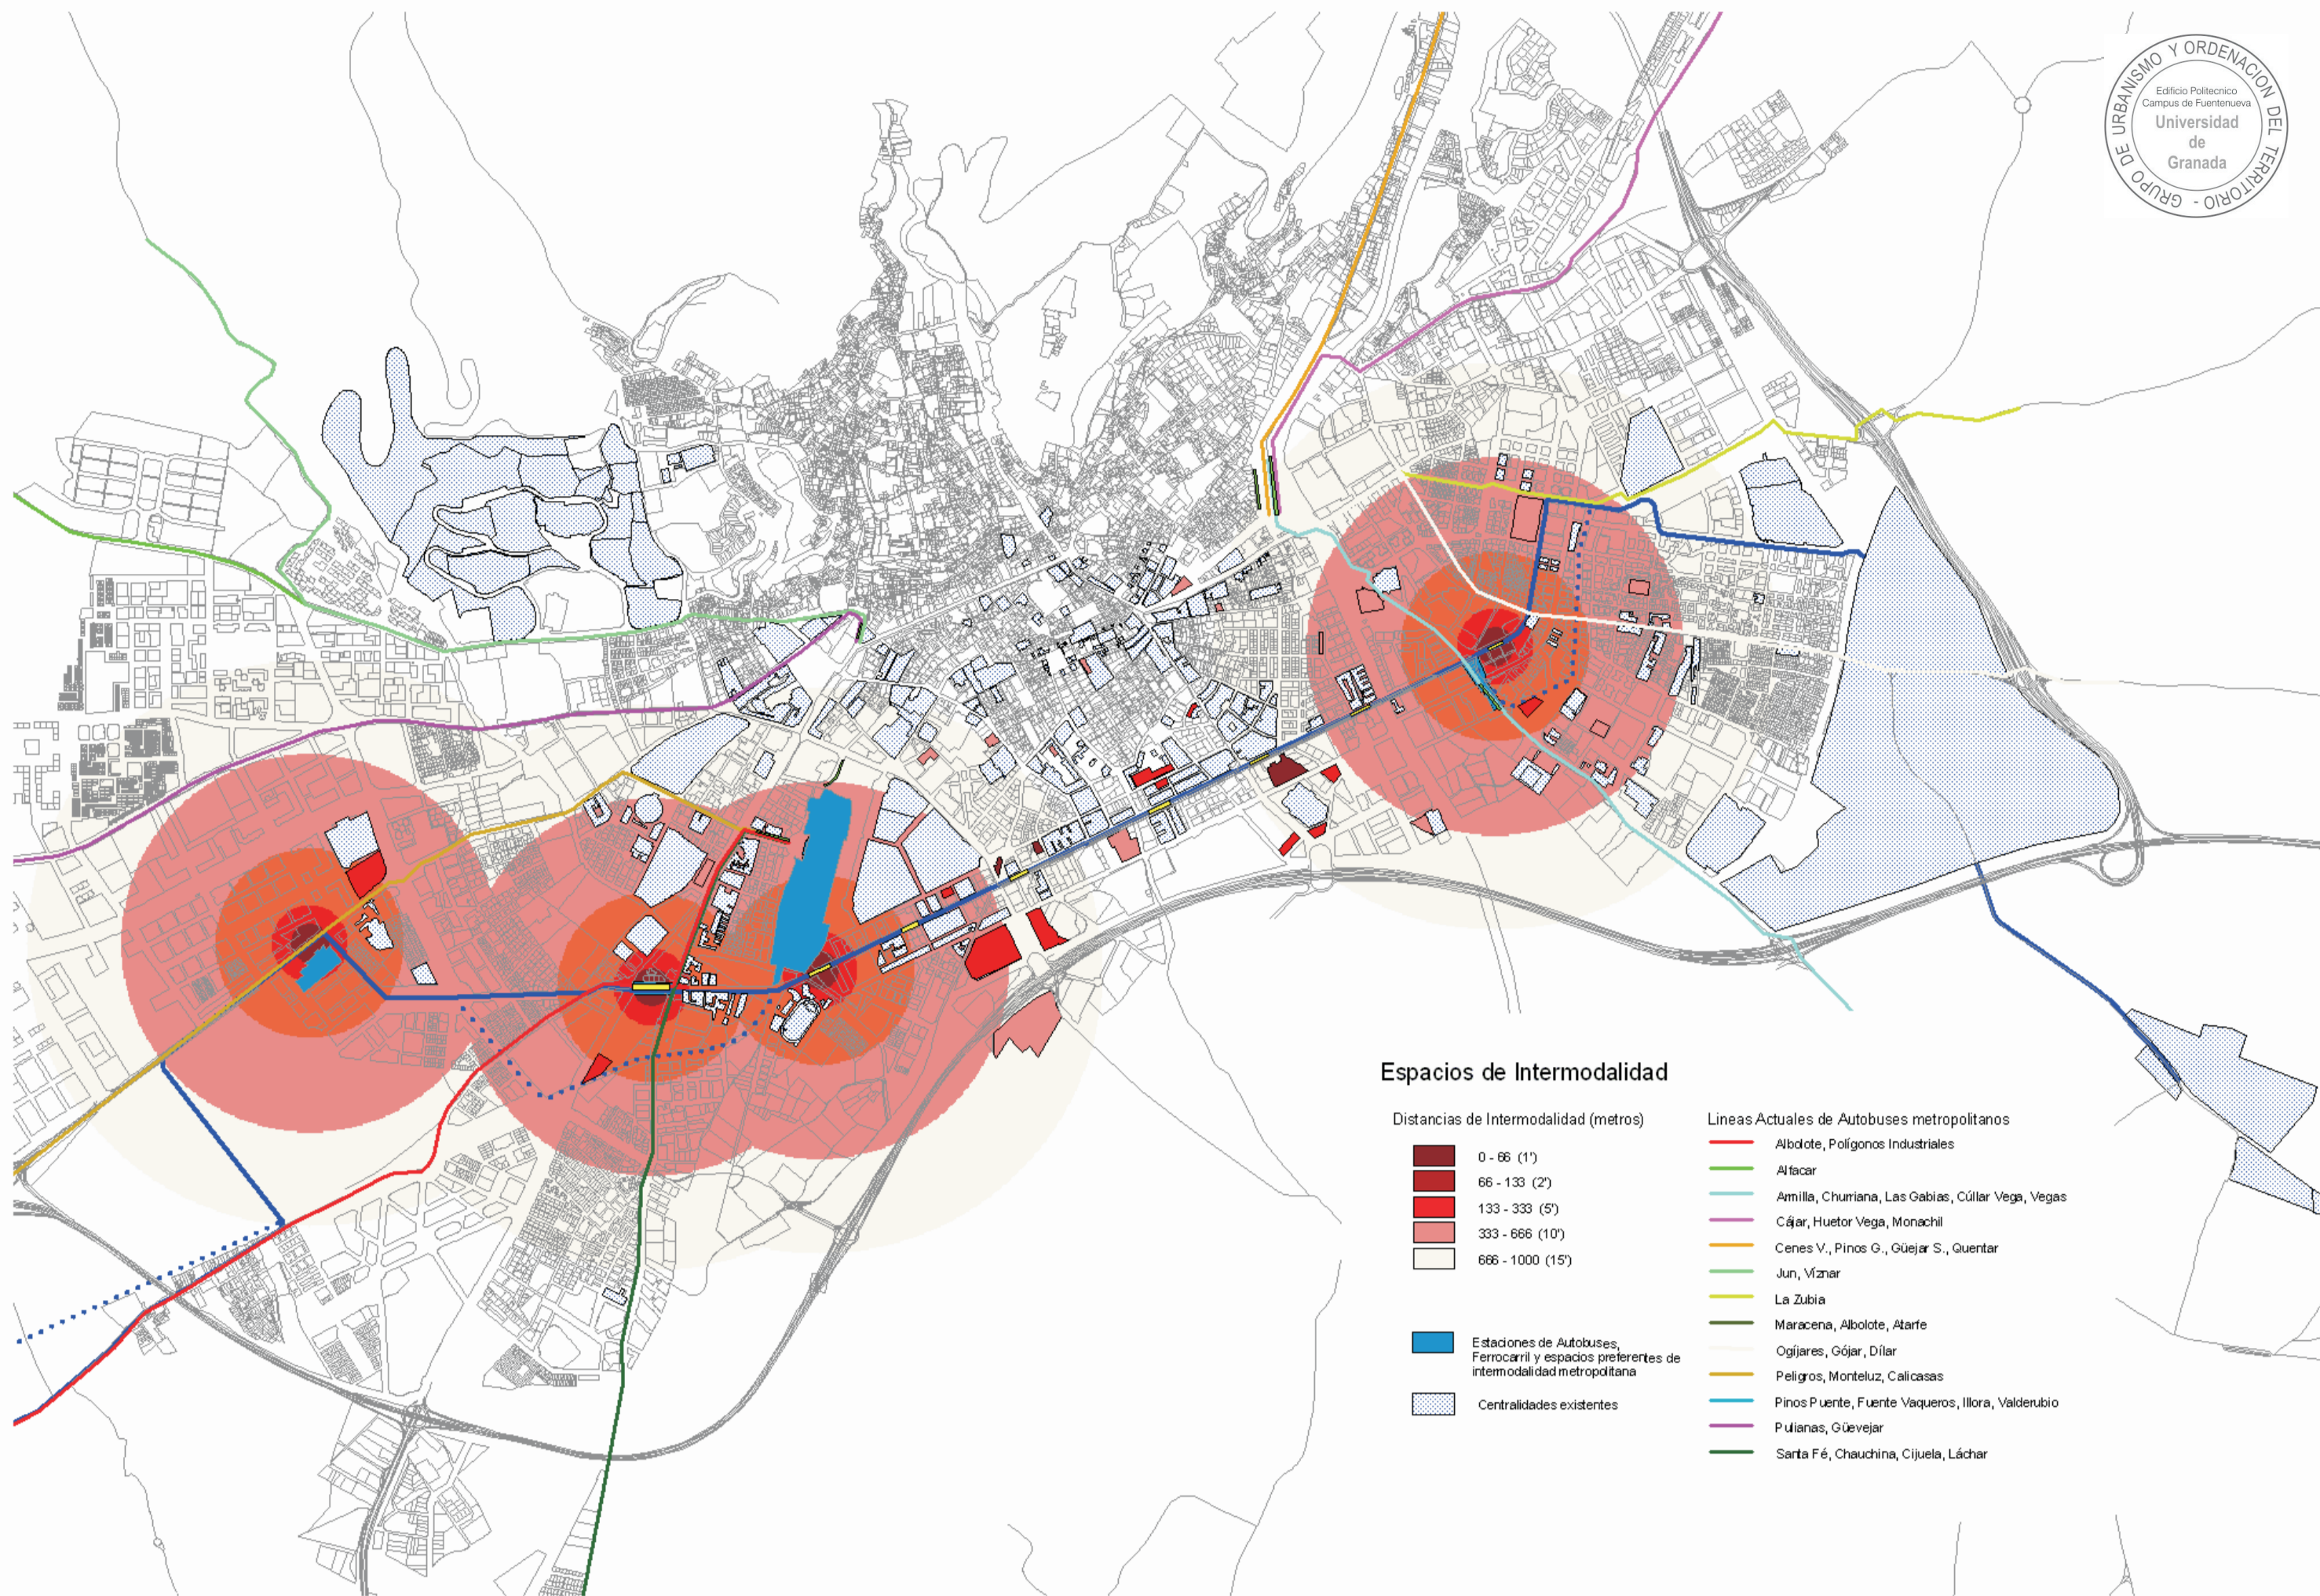 GRUPO DE URBANISMO Y ORDENACION DEL TERRITORIO -
Edificio Politecnico
Campus de Fuentenueva
Universidad
de
Granada
Espacios de Intermodalidad
Distancias de Intermodalidad (metros)
0 - 66 (1')
66 - 133 (2')
133 - 333 (5')
333 - 666 (10')
666 - 1000 (15')
Estaciones de Autobuses,
Ferrocarril y espacios preferentes de
intermodalidad metropolitana
Centralidades existentes
Lineas Actuales de Autobuses metropolitanos
Albolote, Polígonos Industriales
Alfacar
Armilla, Churriana, Las Gabias, Cúllar Vega, Vegas
Cájar, Huetor Vega, Monachil
Cenes V., Pinos G., Güejar S., Quentar
Jun, Víznar
La Zubia
Maracena, Albolote, Atarfe
Ogíjares, Gójar, Dílar
Peligros, Monteluz, Calicasas
Pinos Puente, Fuente Vaqueros, Illora, Valderubio
Pulianas, Güevejar
Santa Fé, Chauchina, Cijuela, Láchar